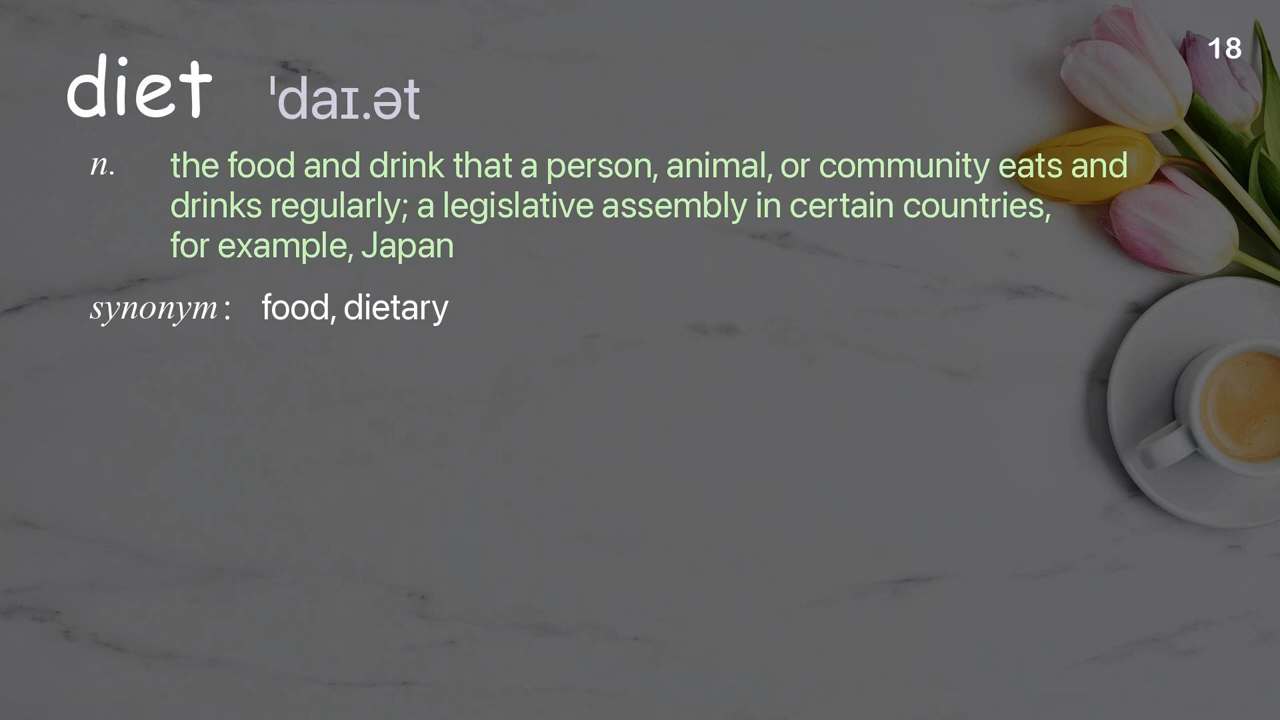 18
diet ˈdaɪ.ət
n. the food and drink that a person, animal, or community eats and
drinks regularly; a legislative assembly in certain countries,
for example, Japan
synonym : food, dietary